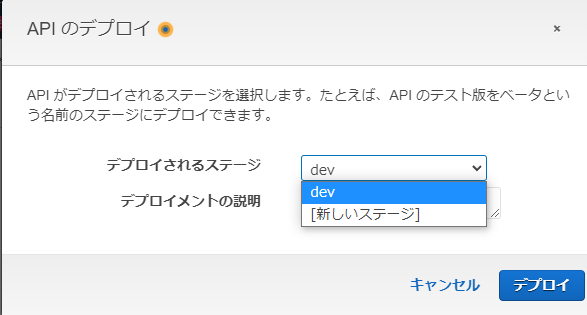 API のデプロイ
×
API がデプロイされるステージを選択します。たとえば、API のテスト版をベータとい
う名前のステージにデプロイできます。
デプロイされるステージ
dev
dev
[新しいステージ]
デプロイメントの説明
キャンセル
デプロイ